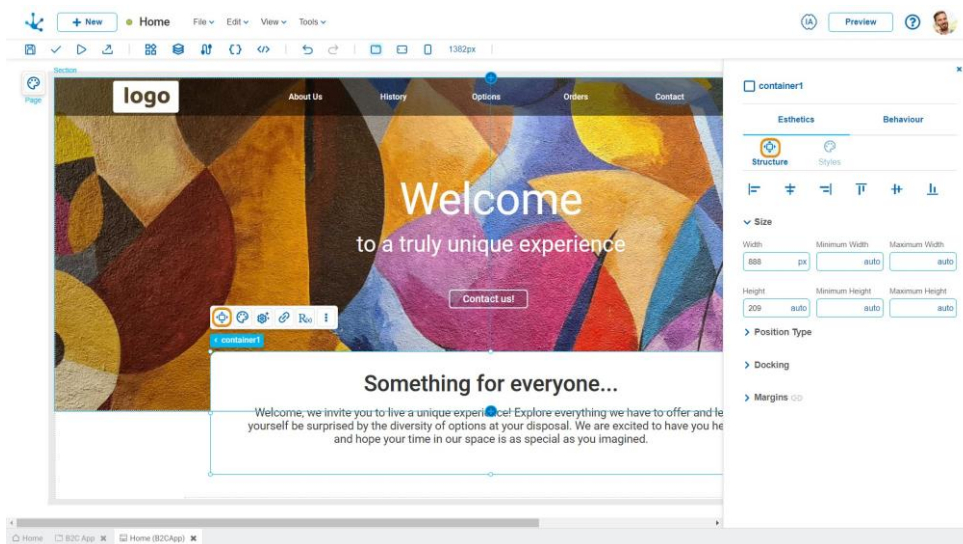 + New
Home
File
Edit
View
Tools
IA
Preview
?
1382px
Section
Page
logo
About Us
History
Options
Orders
Contact
Welcome
to a truly unique experience
Contact us!
container1
Something for everyone...
Welcome, we invite you to live a unique experience! Explore everything we have to offer and le
yourself be surprised by the diversity of options at your disposal. We are excited to have you he
and hope your time in our space is as special as you imagined.
container1
Esthetics
Behaviour
Structure
Styles
Size
Width
Minimum Width
Maximum Width
888 px
auto
auto
Height
Minimum Height
Maximum Height
209 auto
auto
auto
Position Type
Docking
Margins
Home
B2C App
Home (B2CApp)